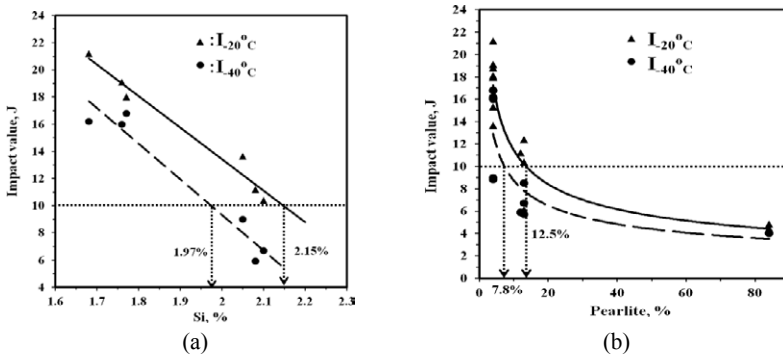 (a)
24
22
20
18
16
14
12
10
8
6
4
Impact value, J
▲ :I-20°C
● :I-40°C
1.97%
2.15%
1.6 1.7 1.8 1.9 2 2.1 2.2 2.3
Si, %
(a)
(b)
24
22
20
18
16
14
12
10
8
6
4
2
0
Impact value, J
▲ I-20°C
● I-40°C
12.5%
7.8%
0 20 40 60 80 100
Pearlite, %
(b)